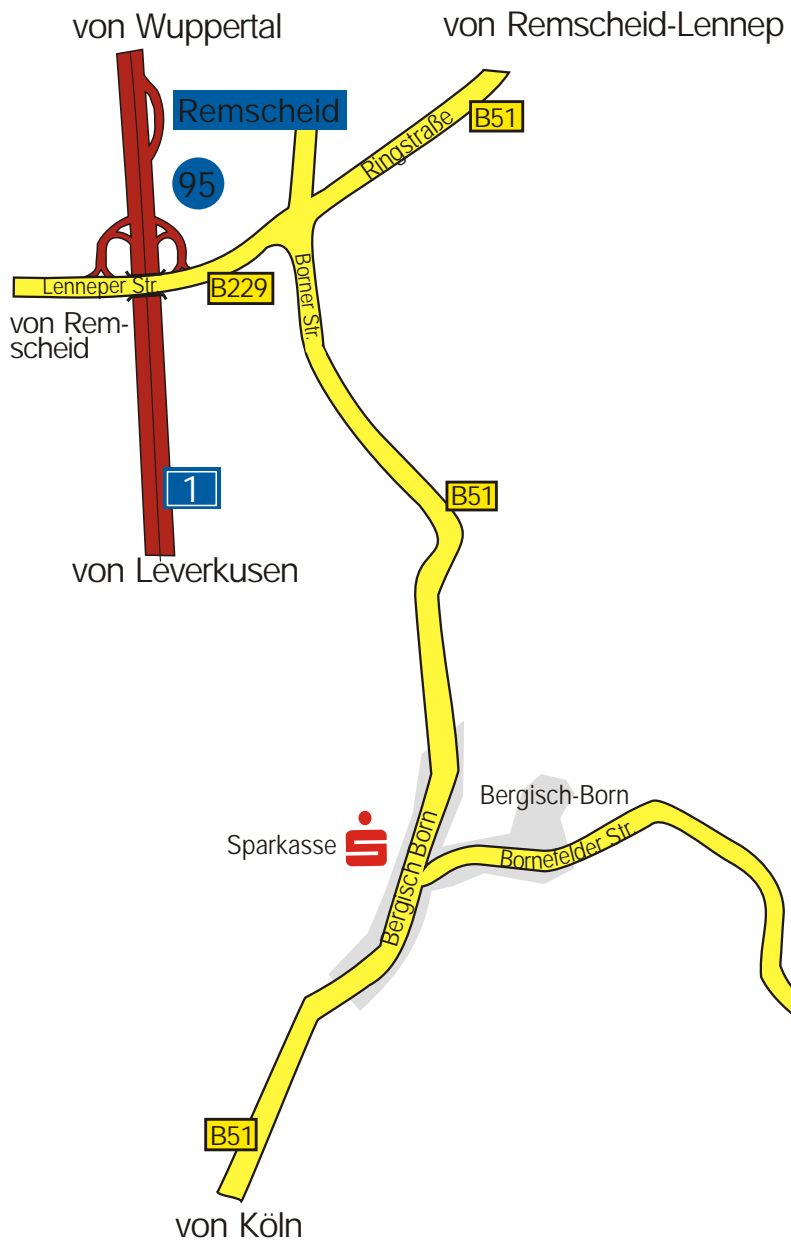 von Wuppertal
von Remscheid-Lennep
Remscheid
B51
Ringstraße
95
Lenneper Str.
B229
Borner Str.
von Rem-
scheid
1
B51
von Leverkusen
Bergisch-Born
Sparkasse
Bergisch Born
Bornefelder Str.
B51
von Köln